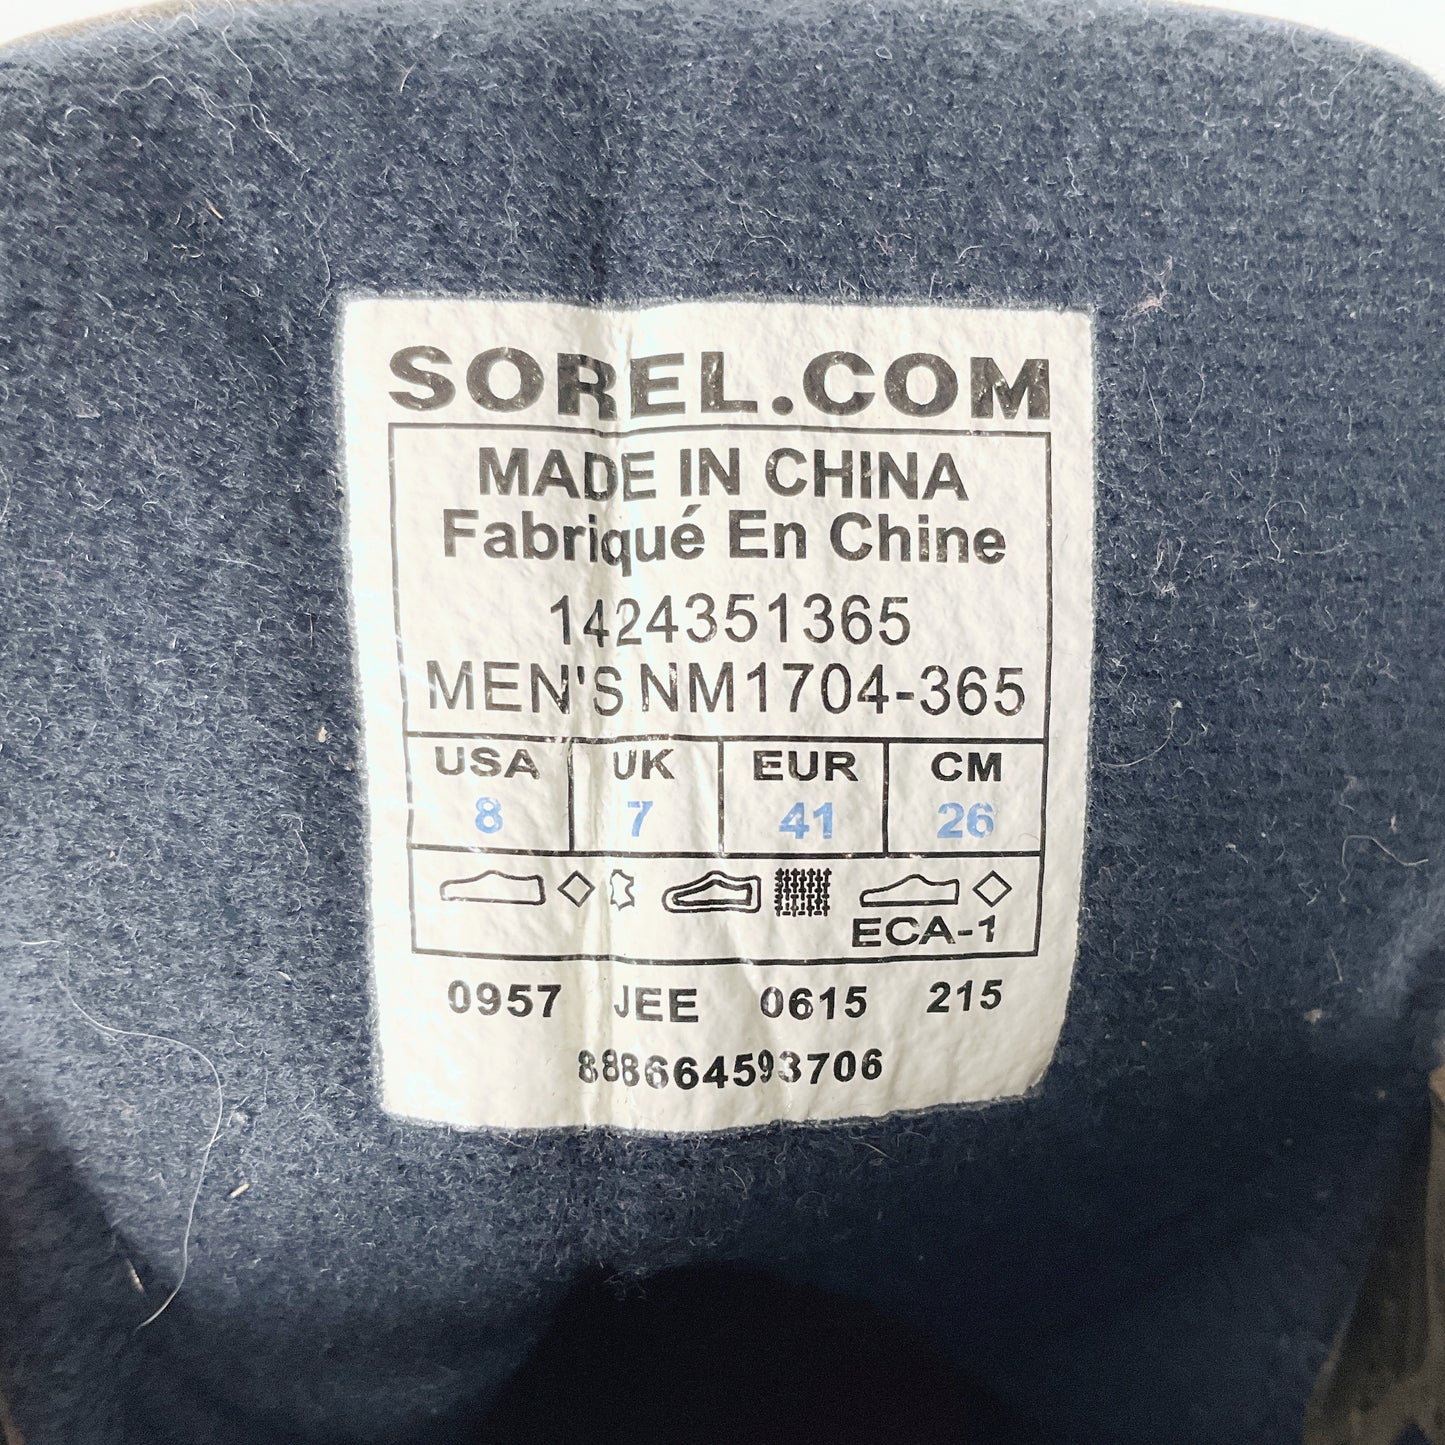 SOREL.COM
MADE IN CHINA
Fabriqué En Chine
1424351365
MEN'S NM1704-365
USA UK EUR CM
8 7 41 26
ECA-1
0957 JEE 0615 215
888664593706